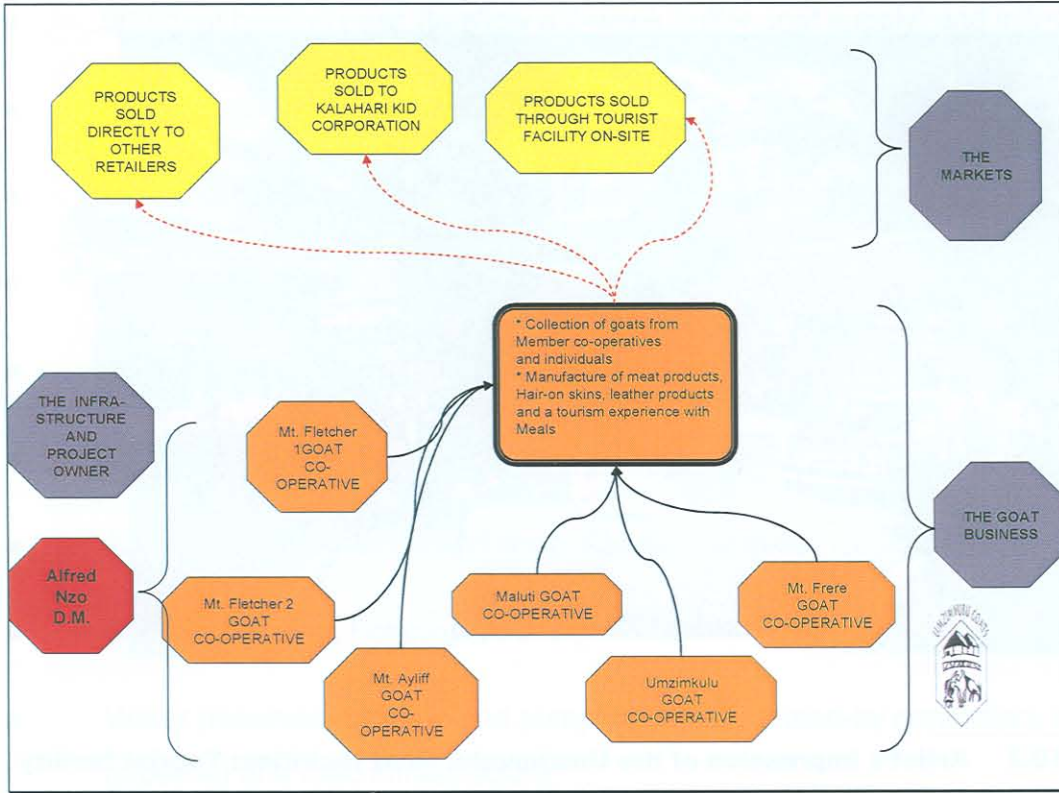 PRODUCTS
SOLD
DIRECTLY TO
OTHER
RETAILERS
PRODUCTS
SOLD TO
KALAHARI KID
CORPORATION
PRODUCTS SOLD
THROUGH TOURIST
FACILITY ON-SITE
THE
MARKETS
* Collection of goats from
Member co-operatives
and individuals
* Manufacture of meat products,
Hair-on skins, leather products
and a tourism experience with
Meals
THE INFRA-
STRUCTURE
AND
PROJECT
OWNER
Mt. Fletcher
1GOAT
CO-
OPERATIVE
THE GOAT
BUSINESS
Alfred
Nzo
D.M.
Mt. Fletcher 2
GOAT
CO-OPERATIVE
Maluti GOAT
CO-OPERATIVE
Mt. Frere
GOAT
CO-OPERATIVE
Mt. Ayliff
GOAT
CO-
OPERATIVE
Umzimkulu
GOAT
CO-OPERATIVE